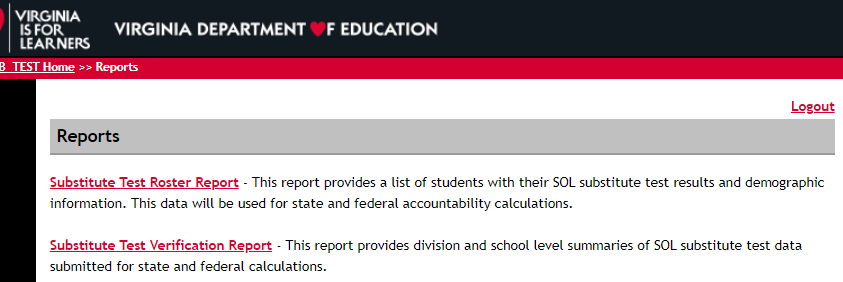 VIRGINIA
IS FOR
LEARNERS
VIRGINIA DEPARTMENT OF EDUCATION
B_TEST Home >> Reports
Logout
Reports
Substitute Test Roster Report - This report provides a list of students with their SOL substitute test results and demographic
information. This data will be used for state and federal accountability calculations.
Substitute Test Verification Report - This report provides division and school level summaries of SOL substitute test data
submitted for state and federal calculations.